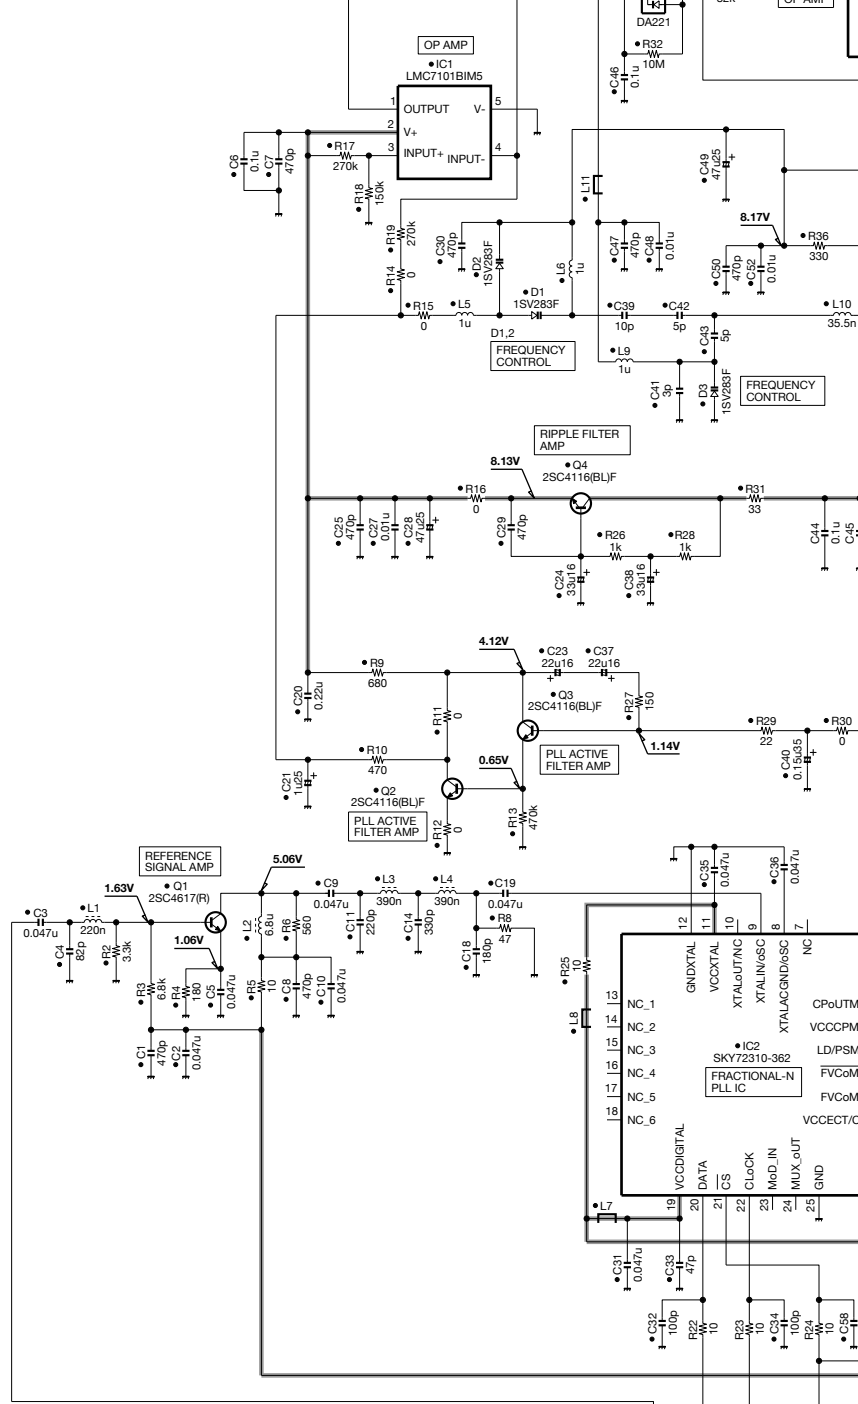 DA221
R32
10M
C46
0.1u
OP AMP
IC1
LMC7101BIM5
1
OUTPUT
V-
5
2
V+
3
INPUT+
INPUT-
4
C6
0.1u
C7
470p
R17
270k
R18
150k
R19
270k
R14
0
R15
0
L5
1u
C30
470p
D2
1SV283F
D1
1SV283F
L6
1u
D1,2
FREQUENCY
CONTROL
L11
C47
470p
C48
0.01u
C49
47u25
8.17V
C50
470p
C52
0.01u
R36
330
C39
10p
C42
5p
C43
5p
L10
35.5n
L9
1u
C41
3p
D3
1SV283F
FREQUENCY
CONTROL
RIPPLE FILTER
AMP
8.13V
Q4
2SC4116(BL)F
R16
0
R31
33
C25
470p
C27
0.01u
C28
47u25
C29
470p
R26
1k
R28
1k
C24
33u16
C38
33u16
C44
0.1u
C45
4.12V
C23
22u16
C37
22u16
R9
680
C20
0.22u
Q3
2SC4116(BL)F
R27
150
R11
0
R29
22
R30
0
1.14V
PLL ACTIVE
FILTER AMP
C40
0.15u35
R10
470
0.65V
C21
1u25
Q2
2SC4116(BL)F
PLL ACTIVE
FILTER AMP
R12
0
R13
470k
REFERENCE
SIGNAL AMP
5.06V
Q1
2SC4617(R)
1.63V
C9
0.047u
L3
390n
L4
390n
C19
0.047u
C3
0.047u
L1
220n
C4
82p
R2
3.3k
1.06V
L2
6.8u
R6
560
C11
220p
C14
330p
R8
47
C18
180p
R3
6.8k
R4
180
C5
0.047u
R5
10
C8
470p
C10
0.047u
C1
470p
C2
0.047u
C35
0.047u
C36
0.047u
12
11
10
9
8
7
GNDXTAL
VCCXTAL
XTALoUT/NC
XTALIN/oSC
XTALACGND/oSC
NC
R25
10
L8
13
NC_1
14
NC_2
15
NC_3
16
NC_4
17
NC_5
18
NC_6
CPoUTM
VCCCPM
LD/PSM
FVCoM
FVCoM
VCCECT/C
IC2
SKY72310-362
FRACTIONAL-N
PLL IC
VCCDIGITAL
DATA
CS
CLoCK
MoD_IN
MUX_oUT
GND
19
20
21
22
23
24
25
L7
C31
0.047u
C33
47p
C32
100p
R22
10
R23
10
C34
100p
R24
10
C58